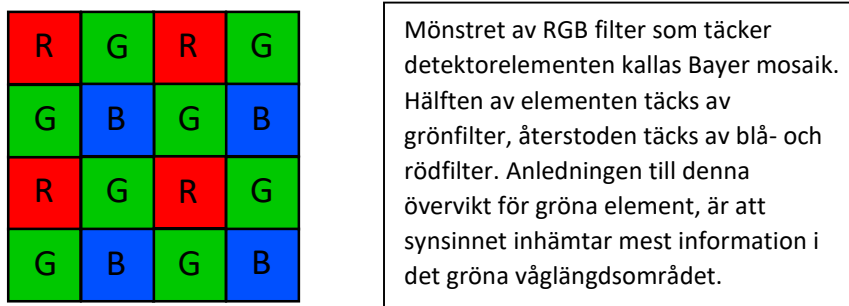 R G R G
G B G B
R G R G
G B G B
Mönstret av RGB filter som täcker
detektorelementen kallas Bayer mosaik.
Hälften av elementen täcks av
grönfilter, återstoden täcks av blå- och
rödfilter. Anledningen till denna
övervikt för gröna element, är att
synsinnet inhämtar mest information i
det gröna våglängdsområdet.